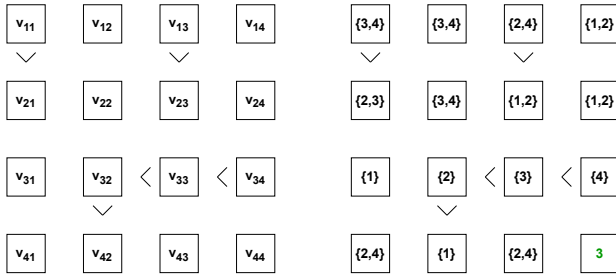 v11 v12 v13 v14 {3,4} {3,4} {2,4} {1,2}
v21 v22 v23 v24 {2,3} {3,4} {1,2} {1,2}
v31 v32 < v33 < v34 {1} {2} < {3} < {4}
v41 v42 v43 v44 {2,4} {1} {2,4} 3